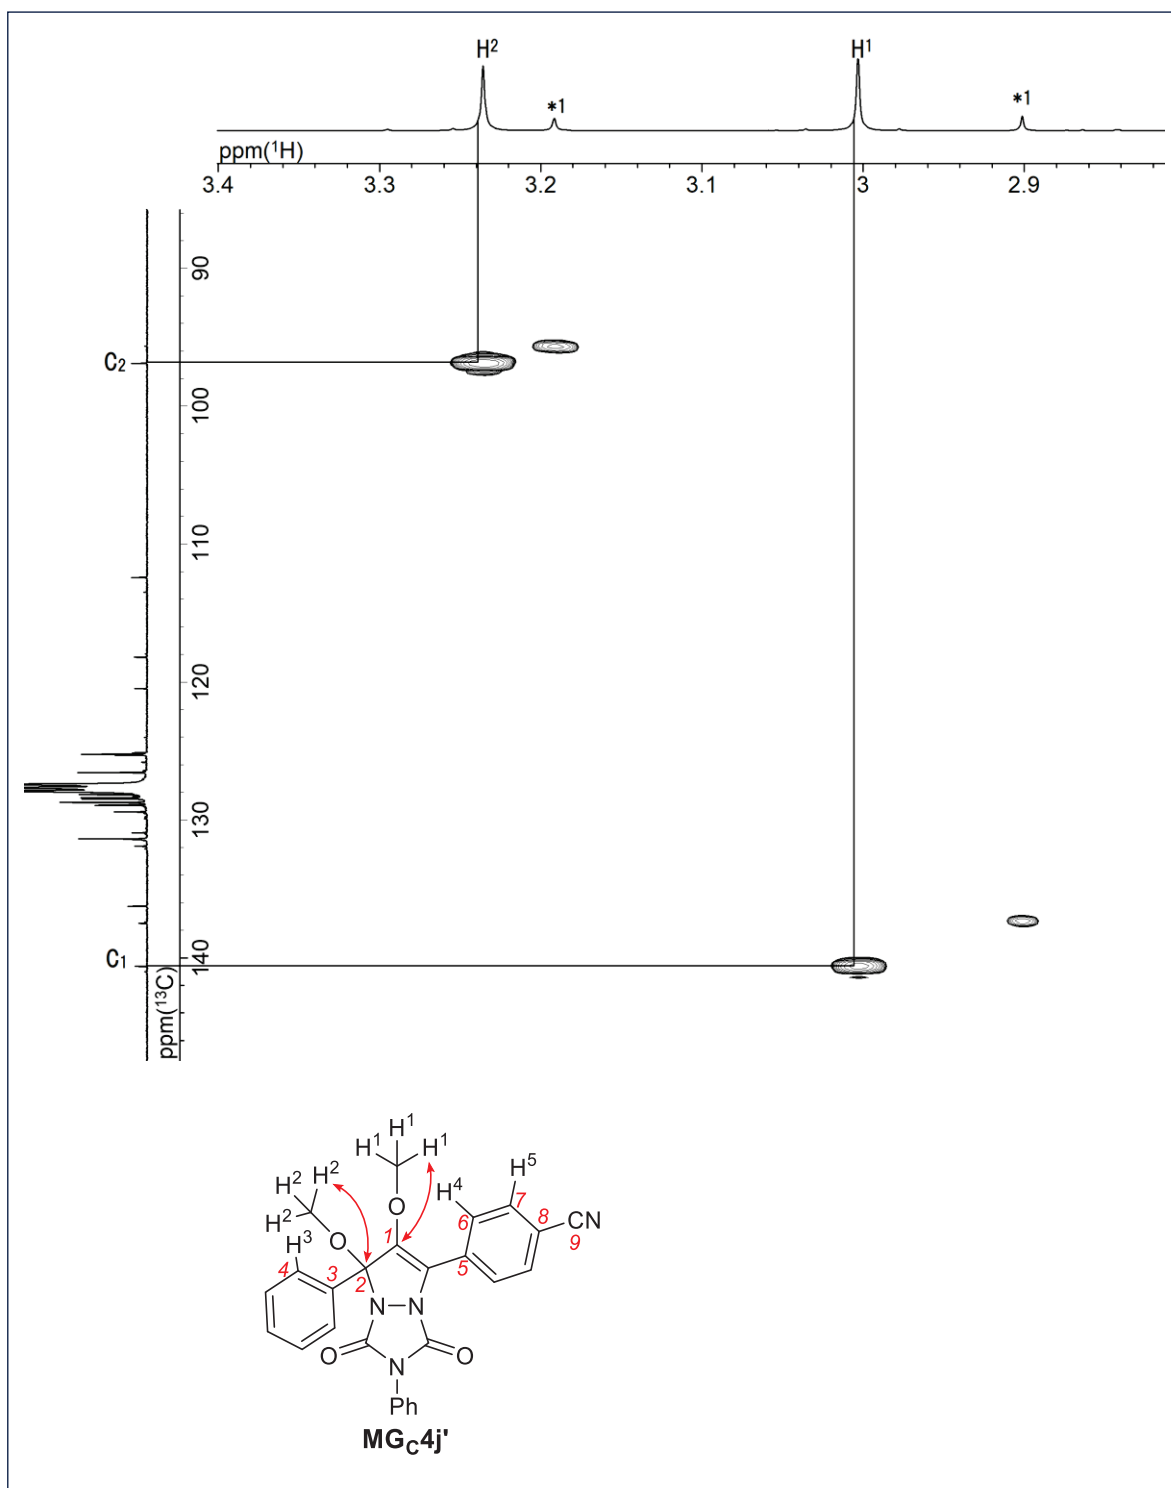 H² H¹
*1 *1
ppm(¹H)
3.4 3.3 3.2 3.1 3 2.9
90
C₂
100
110
120
130
C₁ 140
ppm(¹³C)
H¹
H¹ H¹
H² H² H⁵
H⁴ 7
H² O 6 8 CN
O 1 9
H³
4 3 2 5
N N
O N O
Ph
MG_C4j'